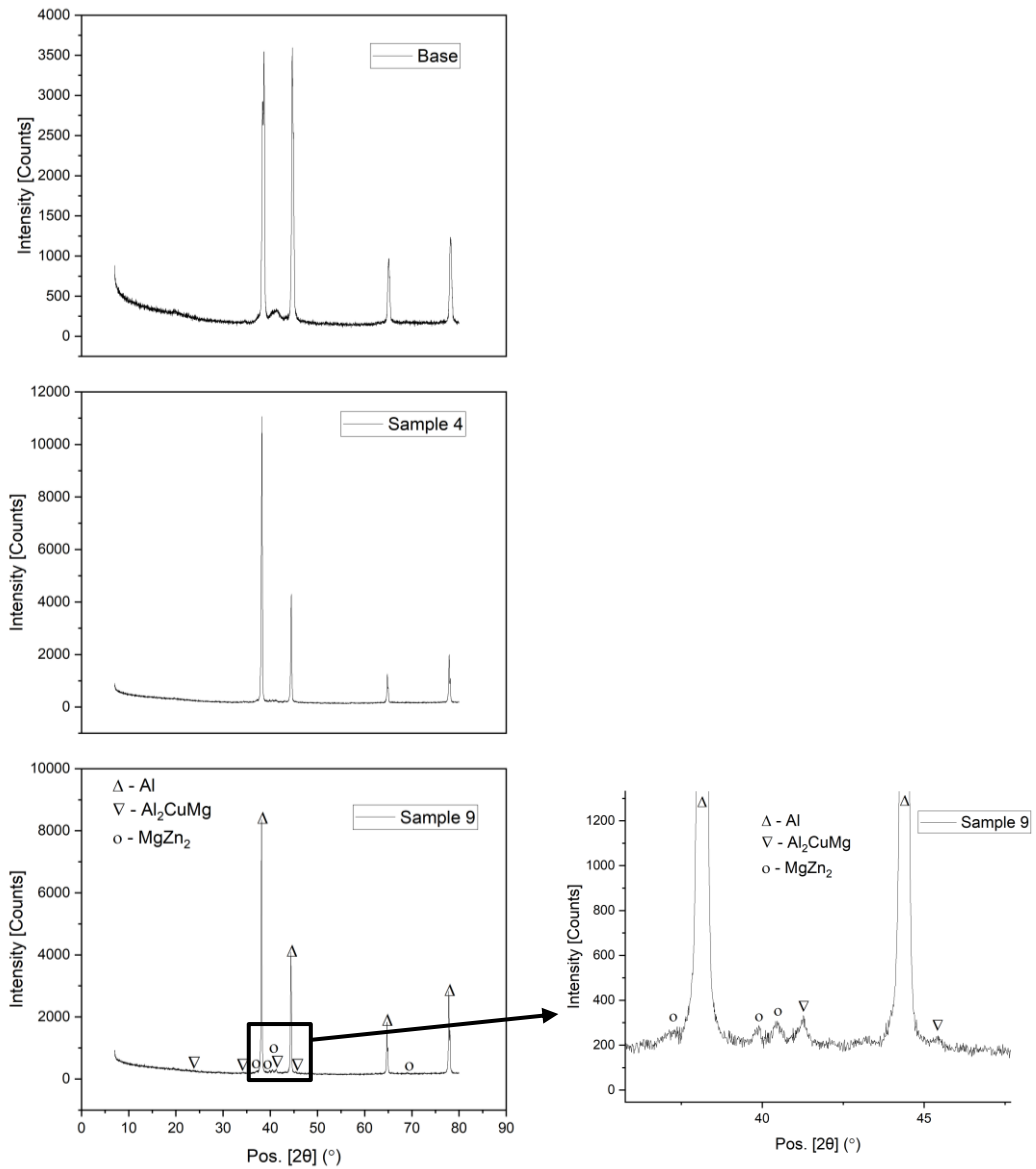 4000
3500
3000
2500
2000
1500
1000
500
0
Intensity [Counts]
Base
12000
10000
8000
6000
4000
2000
0
Intensity [Counts]
Sample 4
10000
8000
6000
4000
2000
0
Intensity [Counts]
Δ - Al
∇ - Al₂CuMg
o - MgZn₂
Sample 9
Δ
Δ
Δ
Δ
∇ ∇ o o o ∇ ∇ o
0 10 20 30 40 50 60 70 80 90
Pos. [2θ] (°)
1200
1000
800
600
400
200
0
Intensity [Counts]
Δ - Al
∇ - Al₂CuMg
o - MgZn₂
Sample 9
Δ Δ
o o o ∇ ∇
40 45
Pos. [2θ] (°)